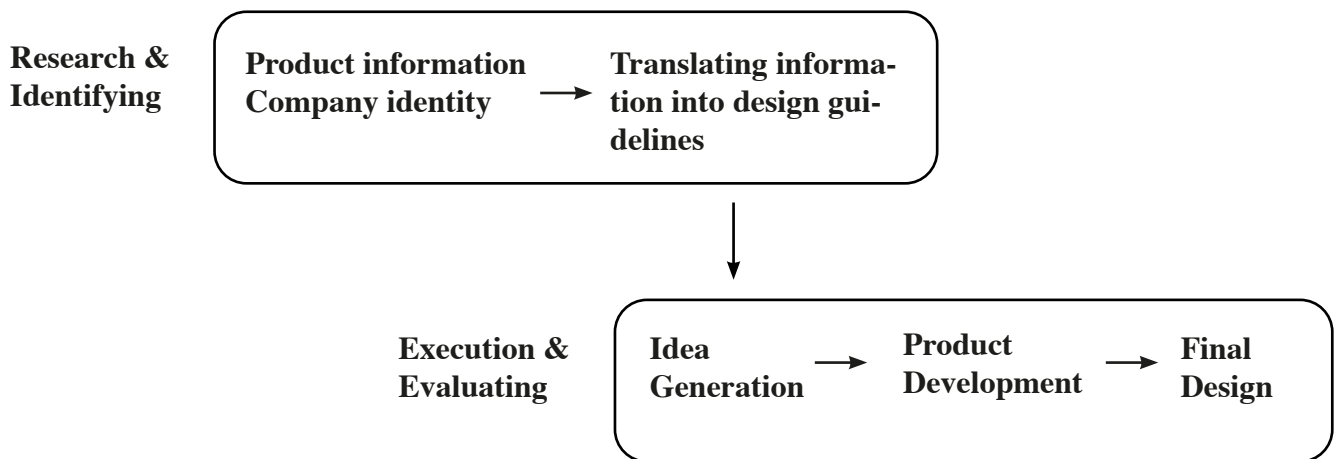 Research &
Identifying
Product information
Company identity
Translating informa-
tion into design gui-
delines
Execution &
Evaluating
Idea
Generation
Product
Development
Final
Design